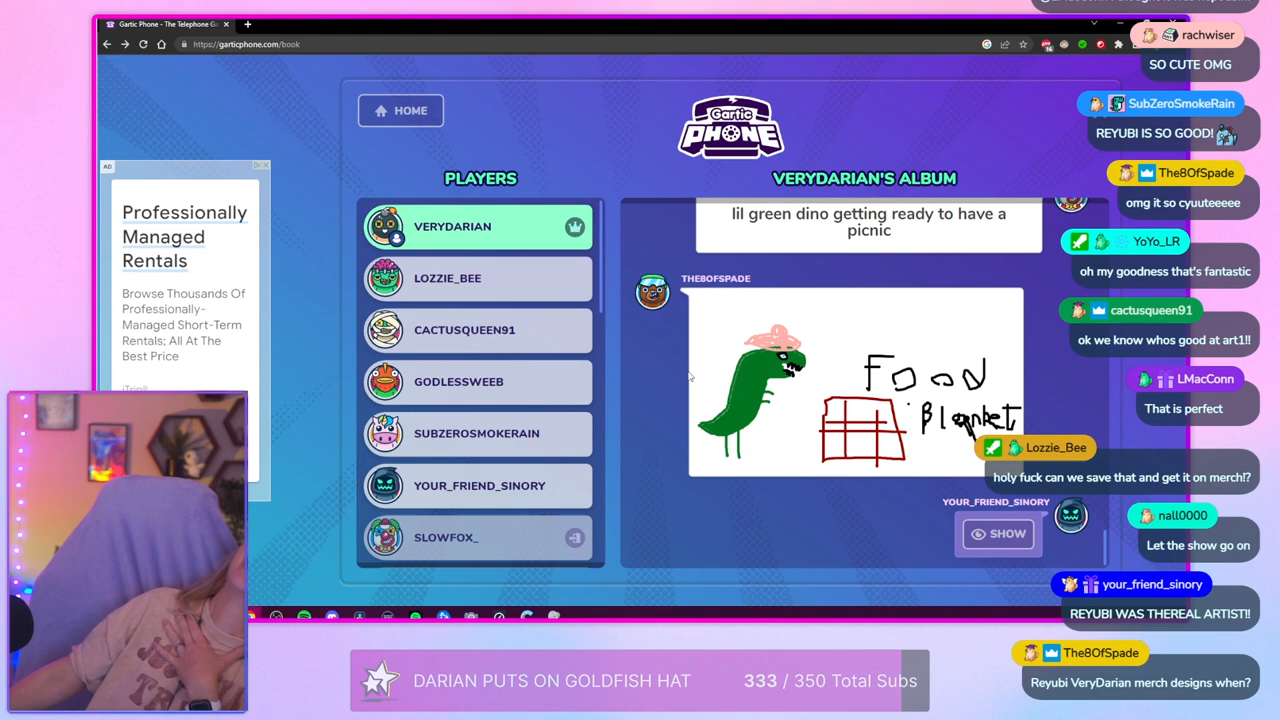 Gartic Phone - The Telephone G
https://garticphone.com/book
HOME
Gartic
PHONE
AD
Professionally
Managed
Rentals
Browse Thousands Of
Professionally-
Managed Short-Term
Rentals; All At The
Best Price
PLAYERS
VERYDARIAN
LOZZIE_BEE
CACTUSQUEEN91
GODLESSWEEB
SUBZEROSMOKERAIN
YOUR_FRIEND_SINORY
SLOWFOX_
VERYDARIAN'S ALBUM
lil green dino getting ready to have a
picnic
THE8OFSPADE
Food
Blanket
YOUR_FRIEND_SINORY
SHOW
rachwiser
SO CUTE OMG
SubZeroSmokeRain
REYUBI IS SO GOOD!
The8OfSpade
omg it so cyuuteeeee
YoYo_LR
oh my goodness that's fantastic
cactusqueen91
ok we know whos good at art1!!
LMacConn
That is perfect
Lozzie_Bee
holy fuck can we save that and get it on merch!?
nall0000
Let the show go on
your_friend_sinory
REYUBI WAS THEREAL ARTIST!!
The8OfSpade
Reyubi VeryDarian merch designs when?
7
DARIAN PUTS ON GOLDFISH HAT
333 / 350 Total Subs